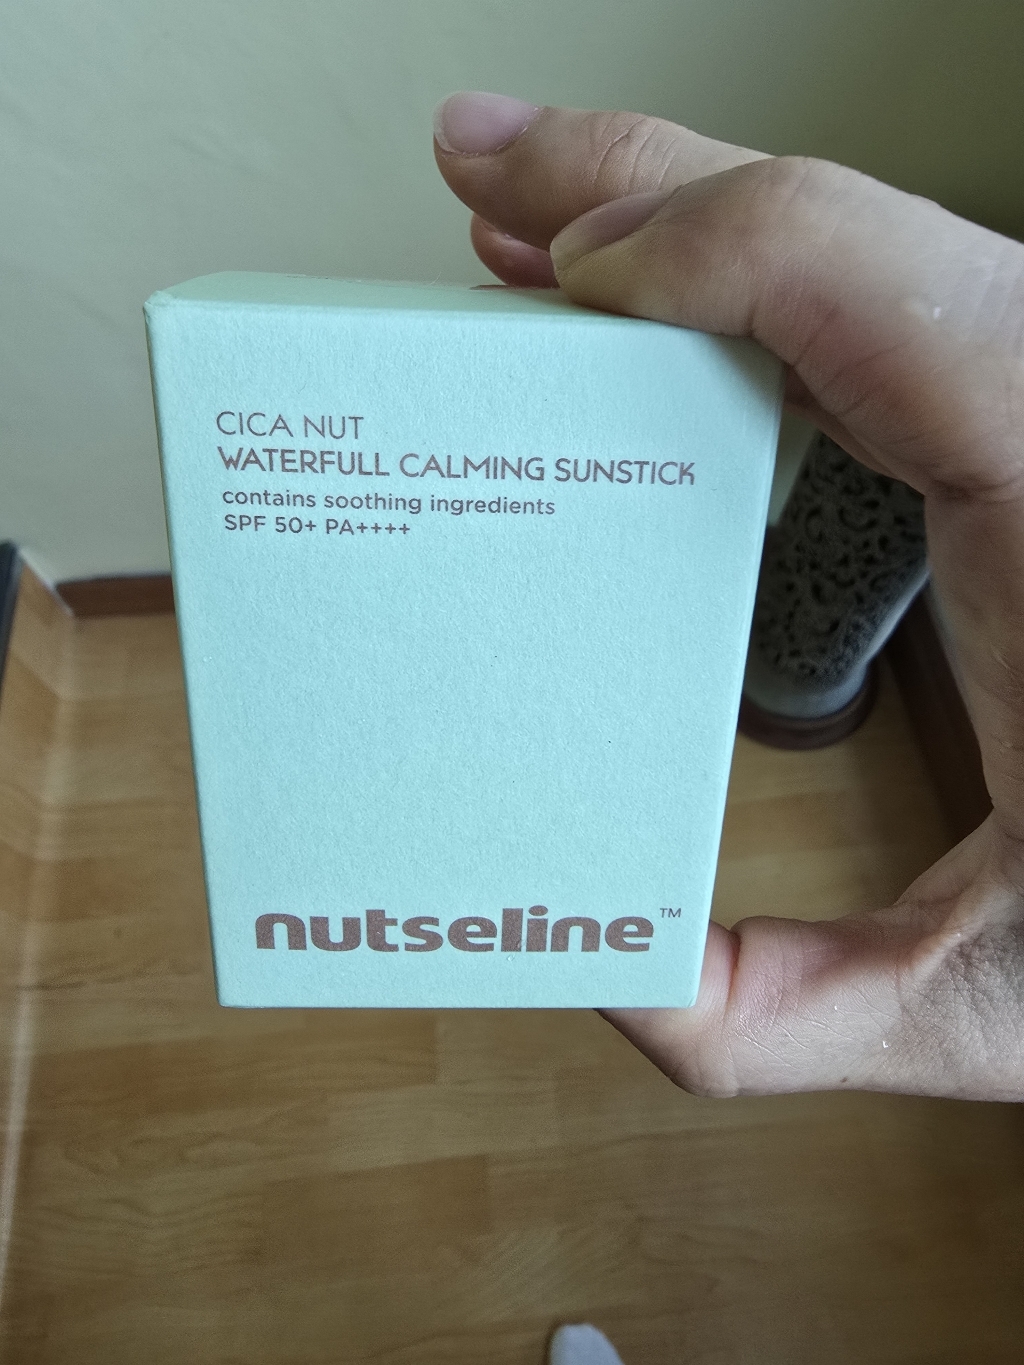 CICA NUT
WATERFULL CALMING SUNSTICK
contains soothing ingredients
SPF 50+ PA++++
nutseline™